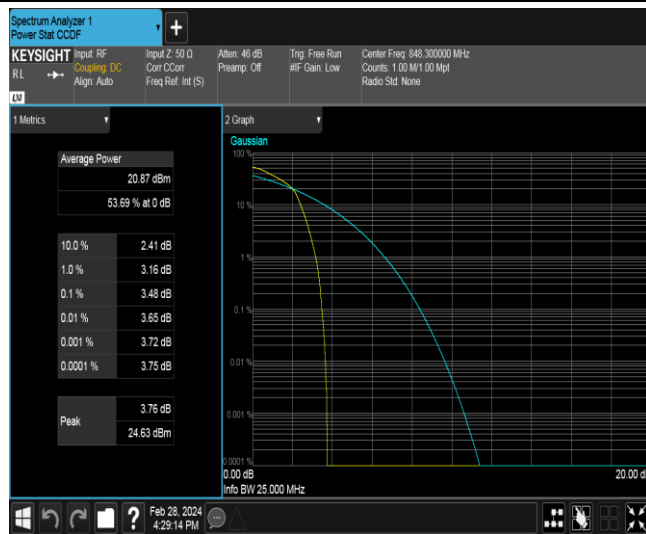 Spectrum Analyzer 1
Power Stat CCDF
+
KEYSIGHT
RL
LXI
Input: RF
Coupling: DC
Align: Auto
Input Z: 50 Ω
Corr CCorr
Freq Ref: Int (S)
Atten: 46 dB
Preamp: Off
Trig: Free Run
#IF Gain: Low
Center Freq: 848.300000 MHz
Counts: 1.00 M/1.00 Mpt
Radio Std: None
1 Metrics
Average Power
20.87 dBm
53.69 % at 0 dB
10.0 % 2.41 dB
1.0 % 3.16 dB
0.1 % 3.48 dB
0.01 % 3.65 dB
0.001 % 3.72 dB
0.0001 % 3.75 dB
Peak
3.76 dB
24.63 dBm
2 Graph
Gaussian
100 %
10 %
1 %
0.1 %
0.01 %
0.001 %
0.0001 %
0.00 dB
20.00 d
Info BW 25.000 MHz
?
Feb 28, 2024
4:29:14 PM